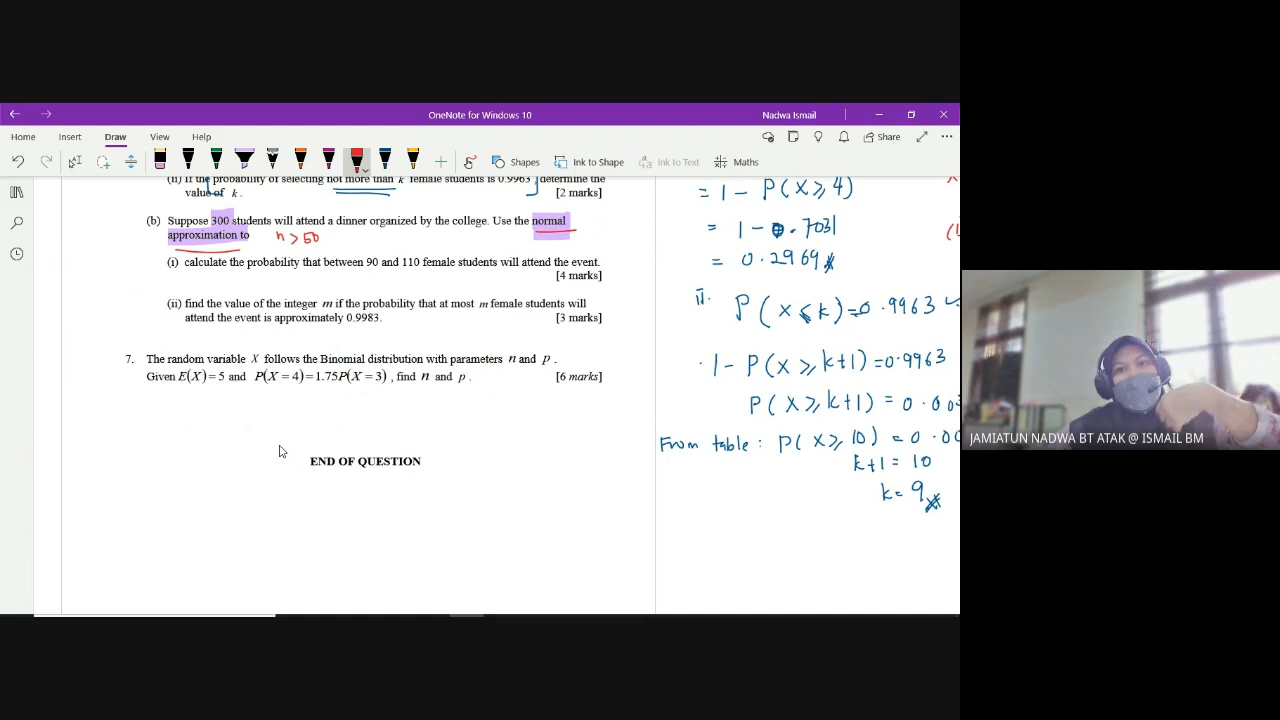 OneNote for Windows 10
Nadwa Ismail
Home Insert Draw View Help
Share
Shapes Ink to Shape Ink to Text Maths
(ii) If the probability of selecting not more than k female students is 0.9963, determine the
value of k. [2 marks]
(b) Suppose 300 students will attend a dinner organized by the college. Use the normal
approximation to n > 50
(i) calculate the probability that between 90 and 110 female students will attend the event.
[4 marks]
(ii) find the value of the integer m if the probability that at most m female students will
attend the event is approximately 0.9983. [3 marks]
7. The random variable X follows the Binomial distribution with parameters n and p.
Given E(X)=5 and P(X=4)=1.75P(X=3), find n and p. [6 marks]
END OF QUESTION
= 1 - P(X ≥ 4)
= 1 - 0.7031
= 0.2969
ii. P(X ≤ k) = 0.9963
1 - P(X ≥ k+1) = 0.9963
P(X ≥ k+1) = 0.003
From table: P(X ≥ 10) = 0.00
k+1 = 10
k = 9
JAMIATUN NADWA BT ATAK @ ISMAIL BM